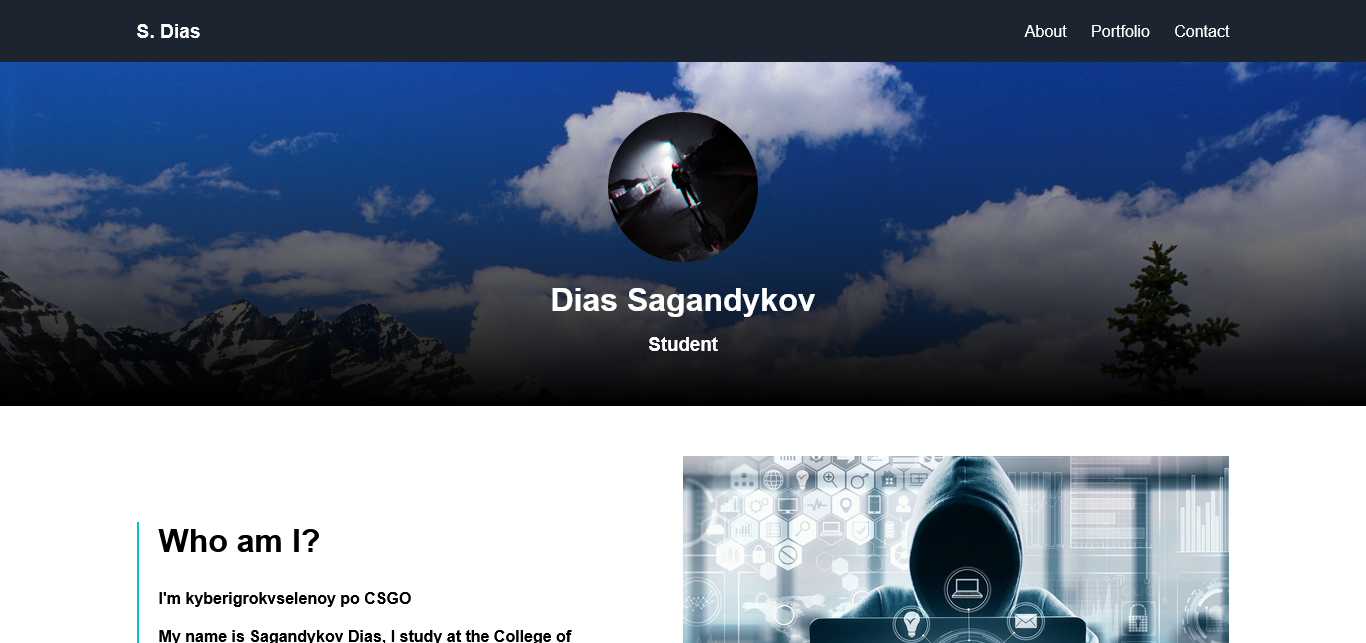 S. Dias
About Portfolio Contact
Dias Sagandykov
Student
Who am I?
I'm kyberigrokvselenoy po CSGO
My name is Sagandykov Dias, I study at the College of